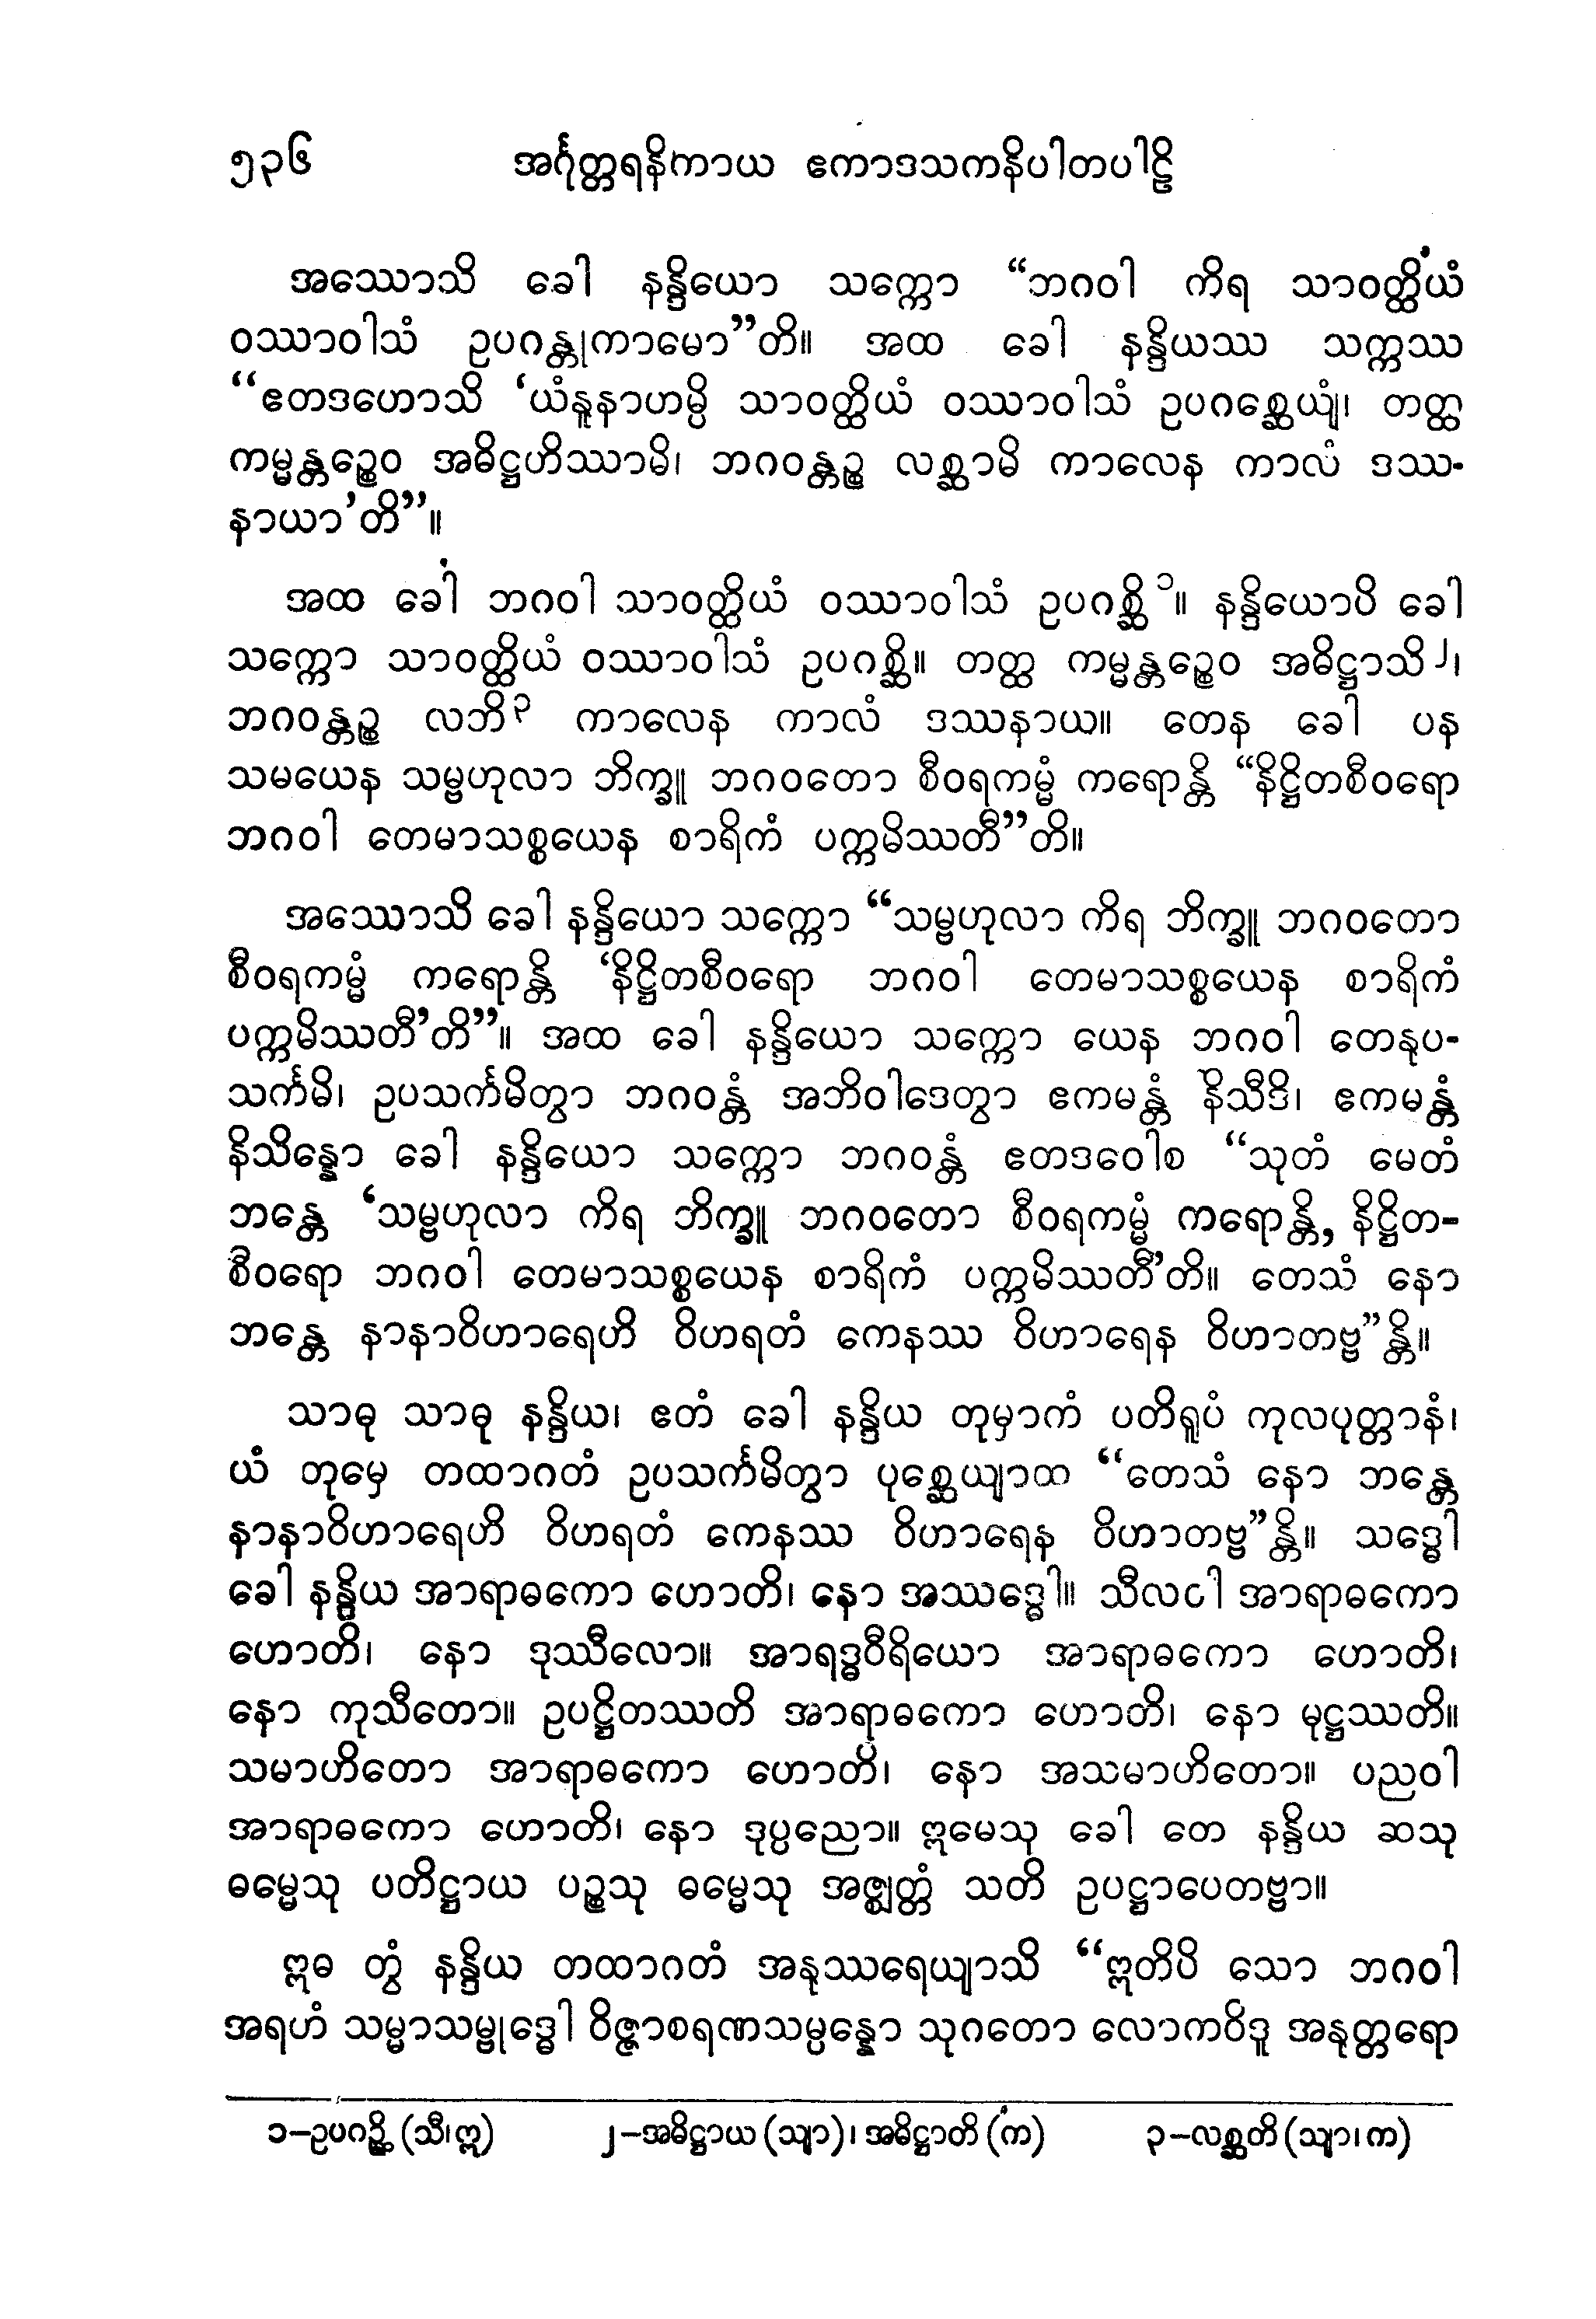 ၅၃၆ အင်္ဂုတ္တရနိကာယ ဧကာဒသကနိပါတပါဠိ
အဿောသိ ခေါ နန္ဒိယော သက္ကော “ဘဂဝါ ကိရ သာဝတ္ထိယံ
ဝဿာဝါသံ ဥပဂန္တုကာမော”တိ။ အထ ခေါ နန္ဒိယဿ သက္ကဿ
“ဧတဒဟောသိ ‘ယံနူနာဟမ္ပိ သာဝတ္ထိယံ ဝဿာဝါသံ ဥပဂစ္ဆေယျံ၊ တတ္ထ
ကမ္မန္တဉ္စေဝ အဓိဋ္ဌဟိဿာမိ၊ ဘဂဝန္တဉ္စ လစ္ဆာမိ ကာလေန ကာလံ ဒဿ-
နာယာ’တိ”။
အထ ခေါ ဘဂဝါ သာဝတ္ထိယံ ဝဿာဝါသံ ဥပဂစ္ဆိ ၁။ နန္ဒိယောပိ ခေါ
သက္ကော သာဝတ္ထိယံ ဝဿာဝါသံ ဥပဂစ္ဆိ။ တတ္ထ ကမ္မန္တဉ္စေဝ အဓိဋ္ဌာသိ ၂၊
ဘဂဝန္တဉ္စ လဘိ ၃ ကာလေန ကာလံ ဒဿနာယ။ တေန ခေါ ပန
သမယေန သမ္ဗဟုလာ ဘိက္ခူ ဘဂဝတော စီဝရကမ္မံ ကရောန္တိ “နိဋ္ဌိတစီဝရော
ဘဂဝါ တေမာသစ္စယေန စာရိကံ ပက္ကမိဿတီ”တိ။
အဿောသိ ခေါ နန္ဒိယော သက္ကော “သမ္ဗဟုလာ ကိရ ဘိက္ခူ ဘဂဝတော
စီဝရကမ္မံ ကရောန္တိ ‘နိဋ္ဌိတစီဝရော ဘဂဝါ တေမာသစ္စယေန စာရိကံ
ပက္ကမိဿတီ’တိ”။ အထ ခေါ နန္ဒိယော သက္ကော ယေန ဘဂဝါ တေနုပ-
သင်္ကမိ၊ ဥပသင်္ကမိတွာ ဘဂဝန္တံ အဘိဝါဒေတွာ ဧကမန္တံ နိသီဒိ၊ ဧကမန္တံ
နိသိန္နော ခေါ နန္ဒိယော သက္ကော ဘဂဝန္တံ ဧတဒဝေါစ “သုတံ မေတံ
ဘန္တေ ‘သမ္ဗဟုလာ ကိရ ဘိက္ခူ ဘဂဝတော စီဝရကမ္မံ ကရောန္တိ, နိဋ္ဌိတ-
စီဝရော ဘဂဝါ တေမာသစ္စယေန စာရိကံ ပက္ကမိဿတီ’တိ။ တေသံ နော
ဘန္တေ နာနာဝိဟာရေဟိ ဝိဟရတံ ကေနဿ ဝိဟာရေန ဝိဟာတဗ္ဗ”န္တိ။
သာဓု သာဓု နန္ဒိယ၊ ဧတံ ခေါ နန္ဒိယ တုမှာကံ ပတိရူပံ ကုလပုတ္တာနံ၊
ယံ တုမှေ တထာဂတံ ဥပသင်္ကမိတွာ ပုစ္ဆေယျာထ “တေသံ နော ဘန္တေ
နာနာဝိဟာရေဟိ ဝိဟရတံ ကေနဿ ဝိဟာရေန ဝိဟာတဗ္ဗ”န္တိ။ သဒ္ဓေါ
ခေါ နန္ဒိယ အာရာဓကော ဟောတိ၊ နော အဿဒ္ဓေါ။ သီလဝါ အာရာဓကော
ဟောတိ၊ နော ဒုဿီလော။ အာရဒ္ဓဝီရိယော အာရာဓကော ဟောတိ၊
နော ကုသီတော။ ဥပဋ္ဌိတဿတိ အာရာဓကော ဟောတိ၊ နော မုဋ္ဌဿတိ။
သမာဟိတော အာရာဓကော ဟောတိ၊ နော အသမာဟိတော။ ပညဝါ
အာရာဓကော ဟောတိ၊ နော ဒုပ္ပညော။ ဣမေသု ခေါ တေ နန္ဒိယ ဆသု
ဓမ္မေသု ပတိဋ္ဌာယ ပဉ္စသု ဓမ္မေသု အဇ္ဈတ္တံ သတိ ဥပဋ္ဌာပေတဗ္ဗာ။
ဣဓ တွံ နန္ဒိယ တထာဂတံ အနုဿရေယျာသိ “ဣတိပိ သော ဘဂဝါ
အရဟံ သမ္မာသမ္ဗုဒ္ဓေါ ဝိဇ္ဇာစရဏသမ္ပန္နော သုဂတော လောကဝိဒူ အနုတ္တရော
၁-ဥပဂဉ္ဆိ (သီ၊ဣ) ၂-အဓိဋ္ဌာယ (သျာ)၊ အဓိဋ္ဌာတိ (က) ၃-လစ္ဆတိ (သျာ၊က)